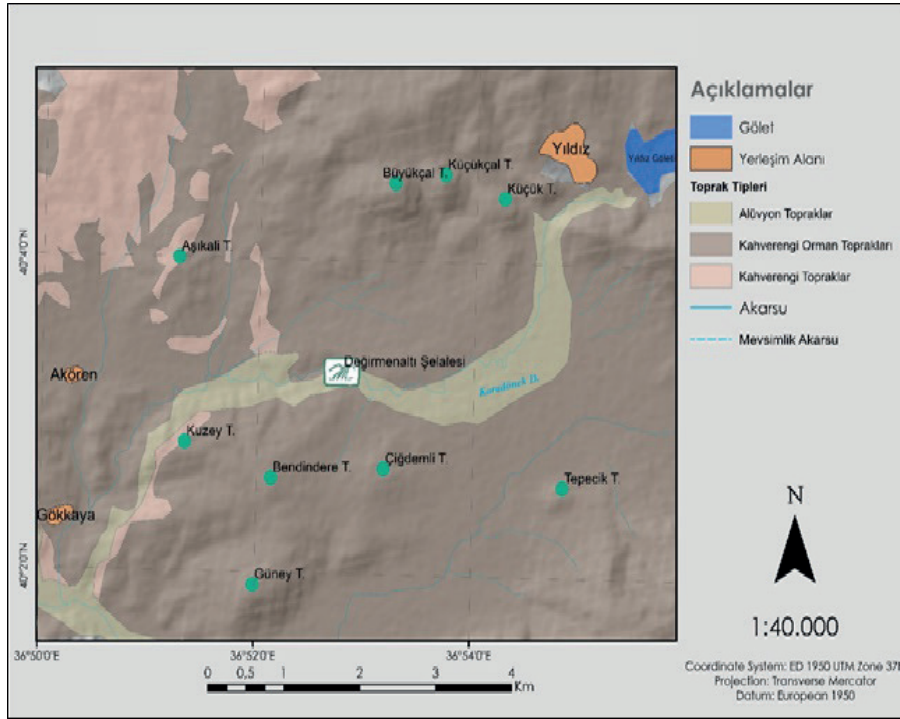 Açıklamalar
Gölet
Yerleşim Alanı
Toprak Tipleri
Alüvyon Topraklar
Kahverengi Orman Toprakları
Kahverengi Topraklar
Akarsu
Mevsimlik Akarsu
Yıldız
Yıldız Göleti
Küçükçal T.
Büyükçal T.
Küçük T.
Aşıkali T.
Değirmenaltı Şelalesi
Akören
Karadönek D.
Kuzey T.
Bendindere T.
Çiğdemli T.
Tepecik T.
Gökkaya
Güney T.
40°4'0"N
40°2'0"N
36°50'0"E
36°52'0"E
36°54'0"E
0 0,5 1 2 3 4
Km
N
1:40.000
Coordinate System: ED 1950 UTM Zone 37N
Projection: Transverse Mercator
Datum: European 1950